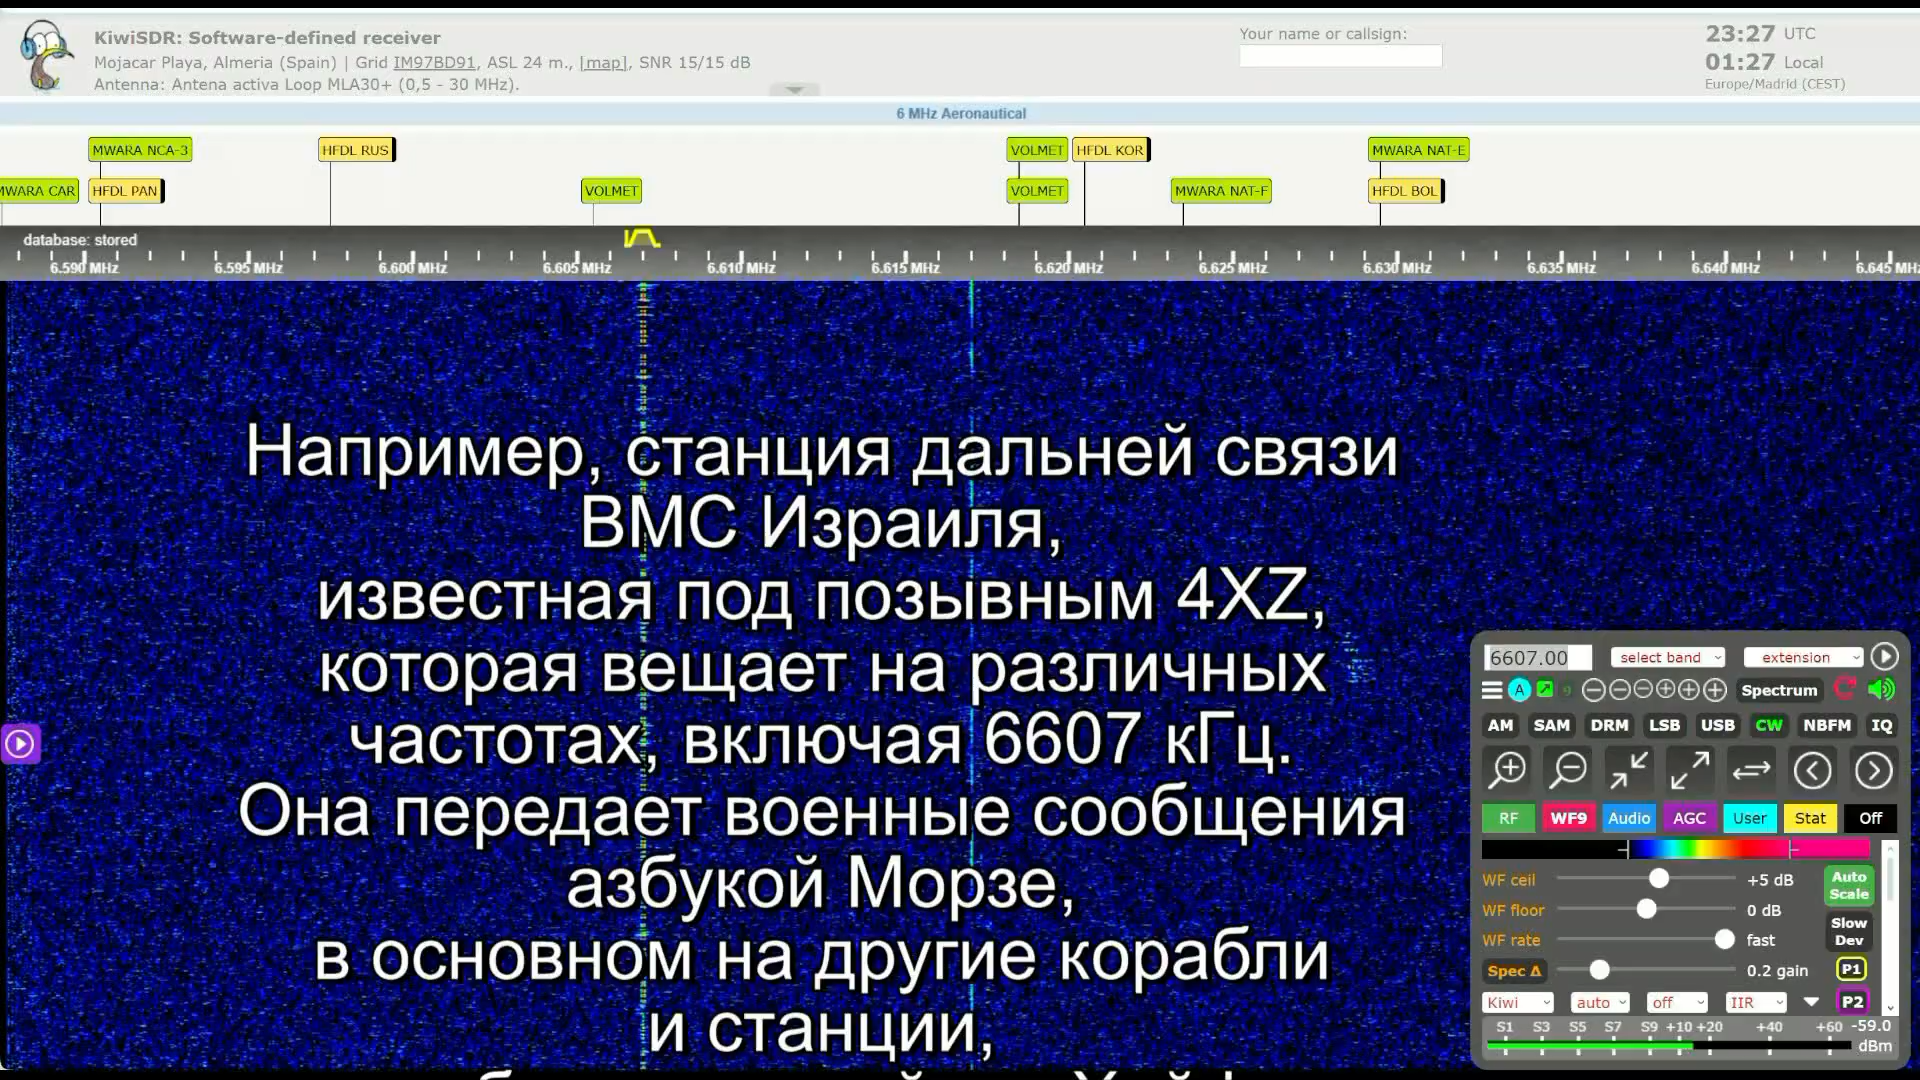 KiwiSDR: Software-defined receiver
Mojacar Playa, Almeria (Spain) | Grid IM97BD91, ASL 24 m., [map], SNR 15/15 dB
Antenna: Antena activa Loop MLA30+ (0,5 - 30 MHz).
Your name or callsign:
23:27 UTC
01:27 Local
Europe/Madrid (CEST)
6 MHz Aeronautical
MWARA NCA-3 HFDL RUS VOLMET HFDL KOR MWARA NAT-E
MWARA CAR HFDL PAN VOLMET VOLMET MWARA NAT-F HFDL BOL
database: stored
6.590 MHz 6.595 MHz 6.600 MHz 6.605 MHz 6.610 MHz 6.615 MHz 6.620 MHz 6.625 MHz 6.630 MHz 6.635 MHz 6.640 MHz 6.645 MHz
Например, станция дальней связи
ВМС Израиля,
известная под позывным 4XZ,
которая вещает на различных
частотах, включая 6607 кГц.
Она передает военные сообщения
азбукой Морзе,
в основном на другие корабли
и станции,
6607.00 select band extension
A 9 Spectrum
AM SAM DRM LSB USB CW NBFM IQ
RF WF9 Audio AGC User Stat Off
WF ceil +5 dB Auto Scale
WF floor 0 dB
WF rate fast Slow Dev
Spec Δ 0.2 gain P1
Kiwi auto off IIR P2
S1 S3 S5 S7 S9 +10 +20 +40 +60 -59.0
dBm